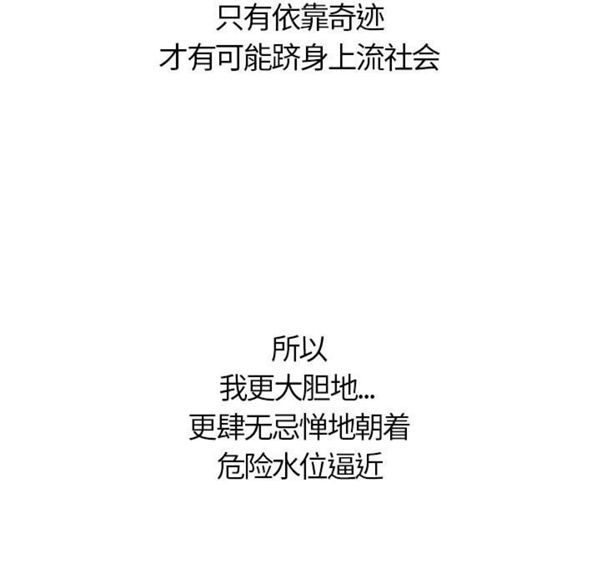 只有依靠奇迹
才有可能跻身上流社会
所以
我更大胆地...
更肆无忌惮地朝着
危险水位逼近